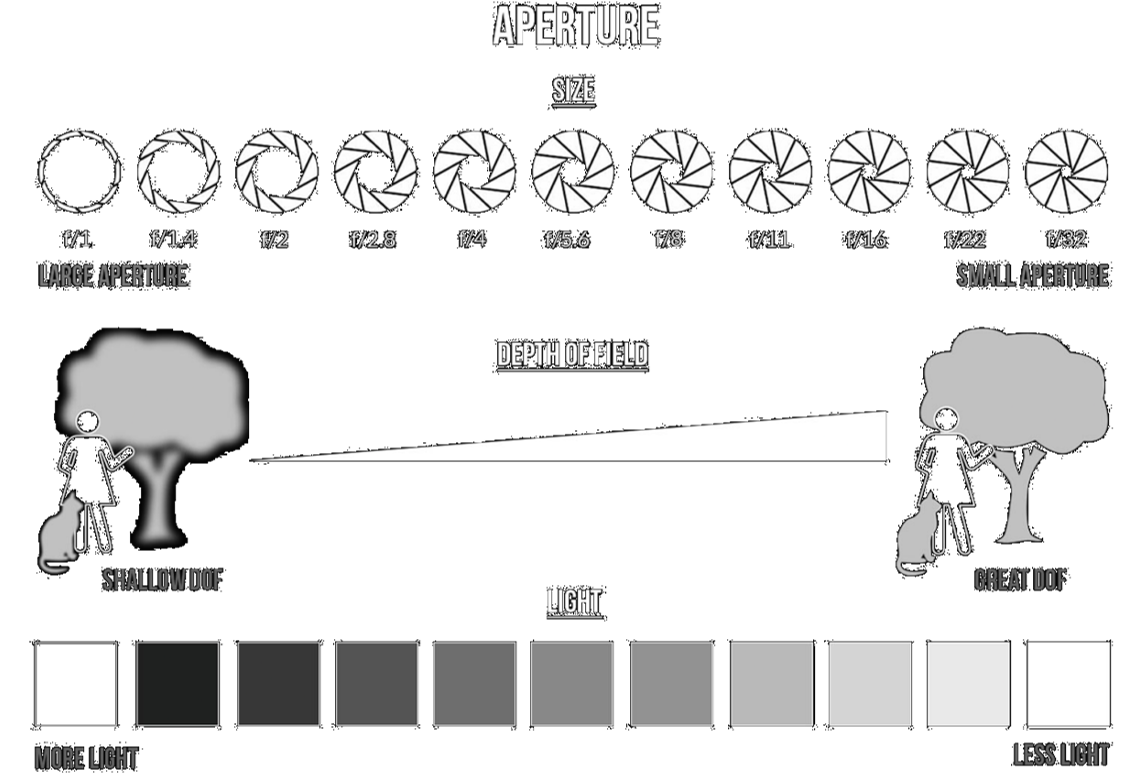 APERTURE
SIZE
f/1 f/1.4 f/2 f/2.8 f/4 f/5.6 f/8 f/11 f/16 f/22 f/32
LARGE APERTURE SMALL APERTURE
DEPTH OF FIELD
SHALLOW DOF GREAT DOF
LIGHT
MORE LIGHT LESS LIGHT